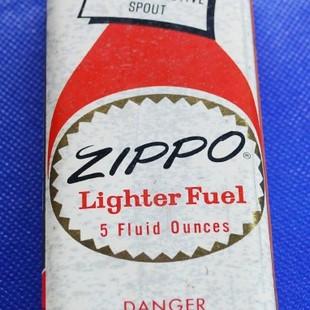 SPOUT
ZIPPO®
Lighter Fuel
5 Fluid Ounces
DANGER